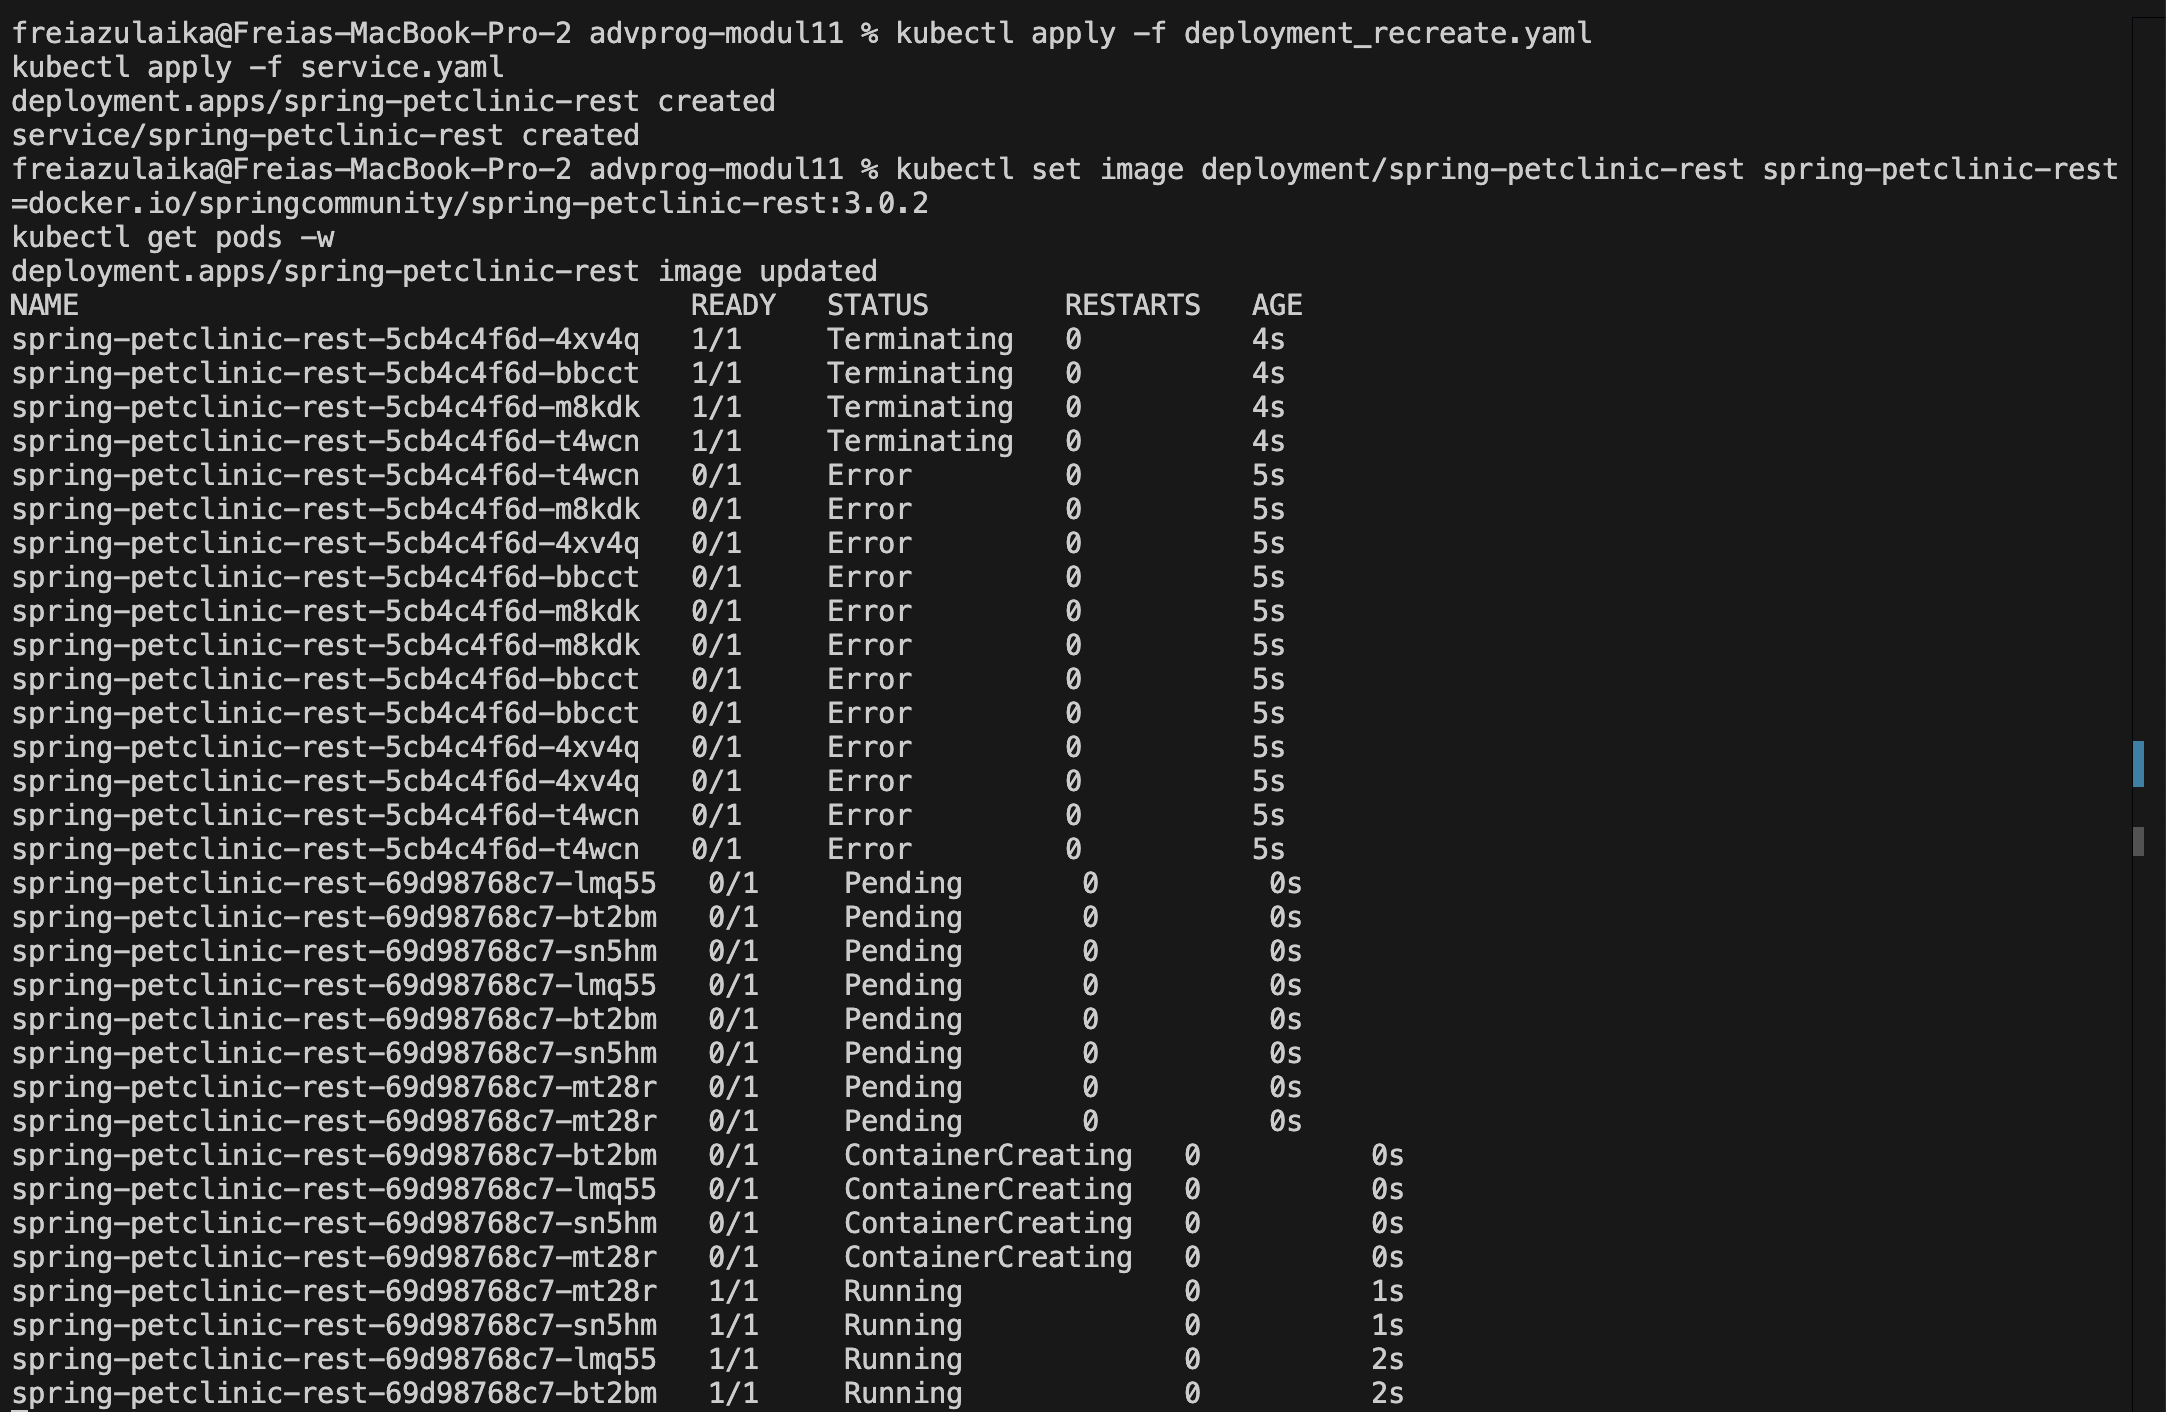 freiazulaika@Freias-MacBook-Pro-2 advprog-modul11 % kubectl apply -f deployment_recreate.yaml
kubectl apply -f service.yaml
deployment.apps/spring-petclinic-rest created
service/spring-petclinic-rest created
freiazulaika@Freias-MacBook-Pro-2 advprog-modul11 % kubectl set image deployment/spring-petclinic-rest spring-petclinic-rest
=docker.io/springcommunity/spring-petclinic-rest:3.0.2
kubectl get pods -w
deployment.apps/spring-petclinic-rest image updated
NAME                                    READY   STATUS        RESTARTS   AGE
spring-petclinic-rest-5cb4c4f6d-4xv4q   1/1     Terminating   0          4s
spring-petclinic-rest-5cb4c4f6d-bbcct   1/1     Terminating   0          4s
spring-petclinic-rest-5cb4c4f6d-m8kdk   1/1     Terminating   0          4s
spring-petclinic-rest-5cb4c4f6d-t4wcn   1/1     Terminating   0          4s
spring-petclinic-rest-5cb4c4f6d-t4wcn   0/1     Error         0          5s
spring-petclinic-rest-5cb4c4f6d-m8kdk   0/1     Error         0          5s
spring-petclinic-rest-5cb4c4f6d-4xv4q   0/1     Error         0          5s
spring-petclinic-rest-5cb4c4f6d-bbcct   0/1     Error         0          5s
spring-petclinic-rest-5cb4c4f6d-m8kdk   0/1     Error         0          5s
spring-petclinic-rest-5cb4c4f6d-m8kdk   0/1     Error         0          5s
spring-petclinic-rest-5cb4c4f6d-bbcct   0/1     Error         0          5s
spring-petclinic-rest-5cb4c4f6d-bbcct   0/1     Error         0          5s
spring-petclinic-rest-5cb4c4f6d-4xv4q   0/1     Error         0          5s
spring-petclinic-rest-5cb4c4f6d-4xv4q   0/1     Error         0          5s
spring-petclinic-rest-5cb4c4f6d-t4wcn   0/1     Error         0          5s
spring-petclinic-rest-5cb4c4f6d-t4wcn   0/1     Error         0          5s
spring-petclinic-rest-69d98768c7-lmq55   0/1     Pending       0          0s
spring-petclinic-rest-69d98768c7-bt2bm   0/1     Pending       0          0s
spring-petclinic-rest-69d98768c7-sn5hm   0/1     Pending       0          0s
spring-petclinic-rest-69d98768c7-lmq55   0/1     Pending       0          0s
spring-petclinic-rest-69d98768c7-bt2bm   0/1     Pending       0          0s
spring-petclinic-rest-69d98768c7-sn5hm   0/1     Pending       0          0s
spring-petclinic-rest-69d98768c7-mt28r   0/1     Pending       0          0s
spring-petclinic-rest-69d98768c7-mt28r   0/1     Pending       0          0s
spring-petclinic-rest-69d98768c7-bt2bm   0/1     ContainerCreating   0          0s
spring-petclinic-rest-69d98768c7-lmq55   0/1     ContainerCreating   0          0s
spring-petclinic-rest-69d98768c7-sn5hm   0/1     ContainerCreating   0          0s
spring-petclinic-rest-69d98768c7-mt28r   0/1     ContainerCreating   0          0s
spring-petclinic-rest-69d98768c7-mt28r   1/1     Running             0          1s
spring-petclinic-rest-69d98768c7-sn5hm   1/1     Running             0          1s
spring-petclinic-rest-69d98768c7-lmq55   1/1     Running             0          2s
spring-petclinic-rest-69d98768c7-bt2bm   1/1     Running             0          2s